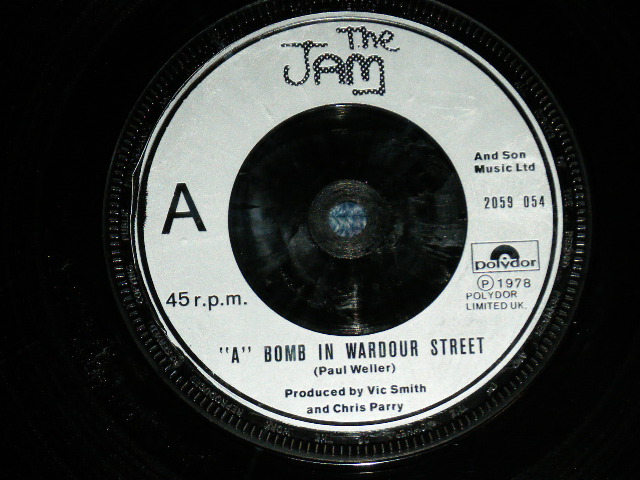 The
JAM
And Son
Music Ltd
2059 054
A
polydor
℗ 1978
POLYDOR
LIMITED UK.
45 r.p.m.
"A" BOMB IN WARDOUR STREET
(Paul Weller)
Produced by Vic Smith
and Chris Parry